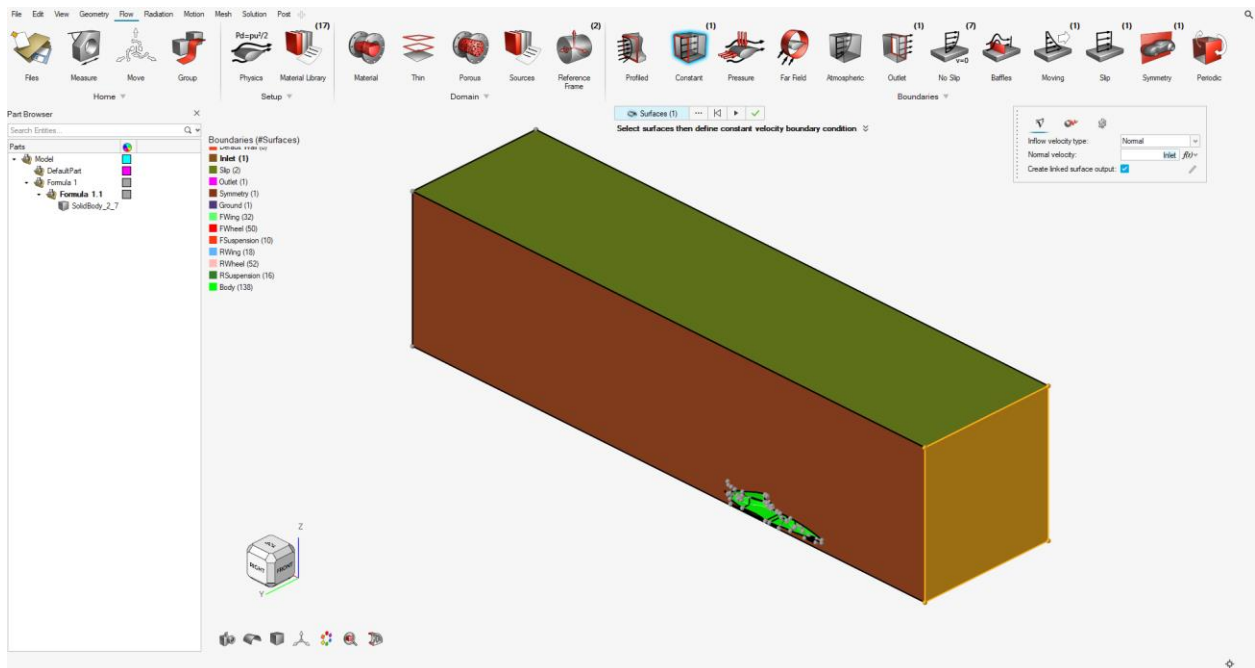 File Edit View Geometry Flow Radiation Motion Mesh Solution Post
(17) (2) (1) (1) (7) (1) (1) (1)
Pd=ρu²/2 v=0
Files Measure Move Group Physics Material Library Material Thin Porous Sources Reference Frame Profiled Constant Pressure Far Field Atmospheric Outlet No Slip Baffles Moving Slip Symmetry Periodic
Home Setup Domain Boundaries
Part Browser
Search Entities...
Parts
Model
DefaultPart
Formula 1
Formula 1.1
SolidBody_2_7
Surfaces (1)
Select surfaces then define constant velocity boundary condition
Boundaries (#Surfaces)
Inlet (1)
Slip (2)
Outlet (1)
Symmetry (1)
Ground (1)
FWing (32)
FWheel (50)
FSuspension (10)
RWing (18)
RWheel (52)
RSuspension (16)
Body (138)
Inflow velocity type: Normal
Normal velocity: Inlet f(x)
Create linked surface output:
Z
TOP
RIGHT FRONT
Y